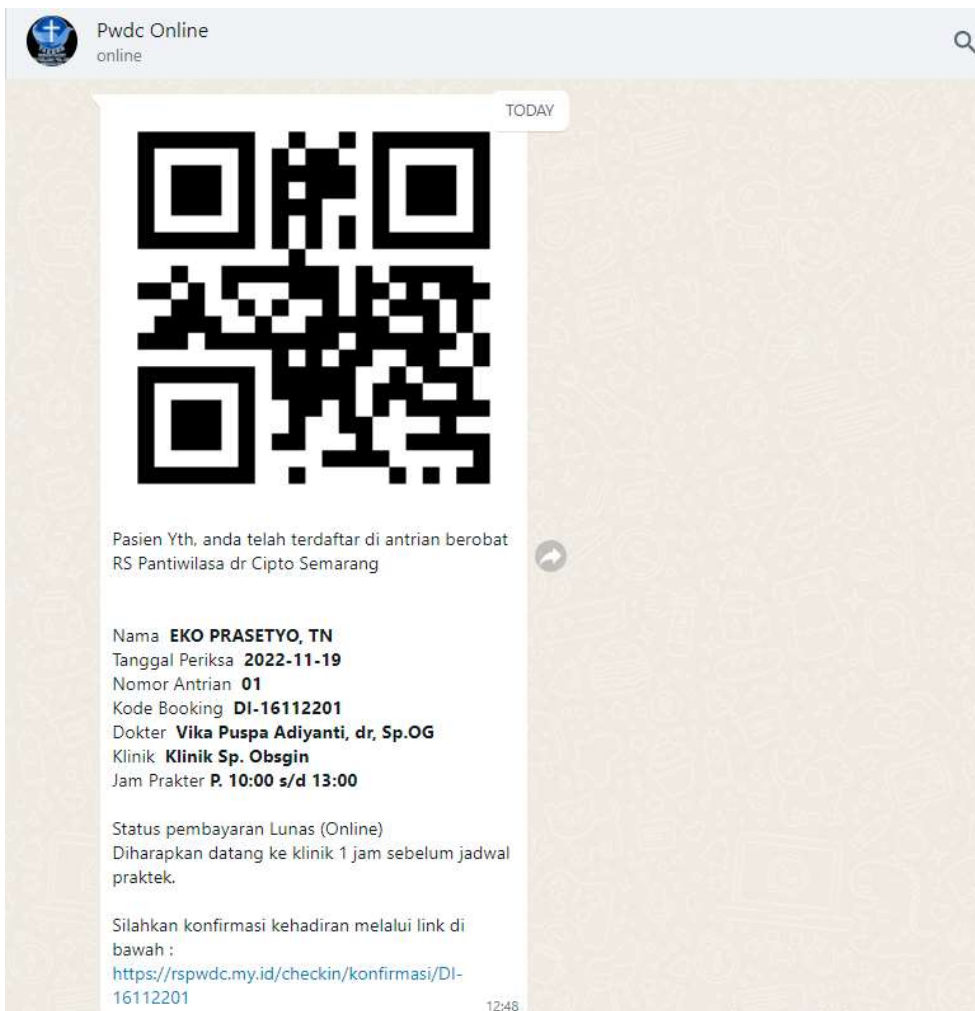 Pwdc Online
online
TODAY
Pasien Yth, anda telah terdaftar di antrian berobat
RS Pantiwilasa dr Cipto Semarang
Nama EKO PRASETYO, TN
Tanggal Periksa 2022-11-19
Nomor Antrian 01
Kode Booking DI-16112201
Dokter Vika Puspa Adiyanti, dr, Sp.OG
Klinik Klinik Sp. Obsgin
Jam Prakter P. 10:00 s/d 13:00
Status pembayaran Lunas (Online)
Diharapkan datang ke klinik 1 jam sebelum jadwal
praktek.
Silahkan konfirmasi kehadiran melalui link di
bawah :
https://rspwdc.my.id/checkin/konfirmasi/DI-
16112201
12:48